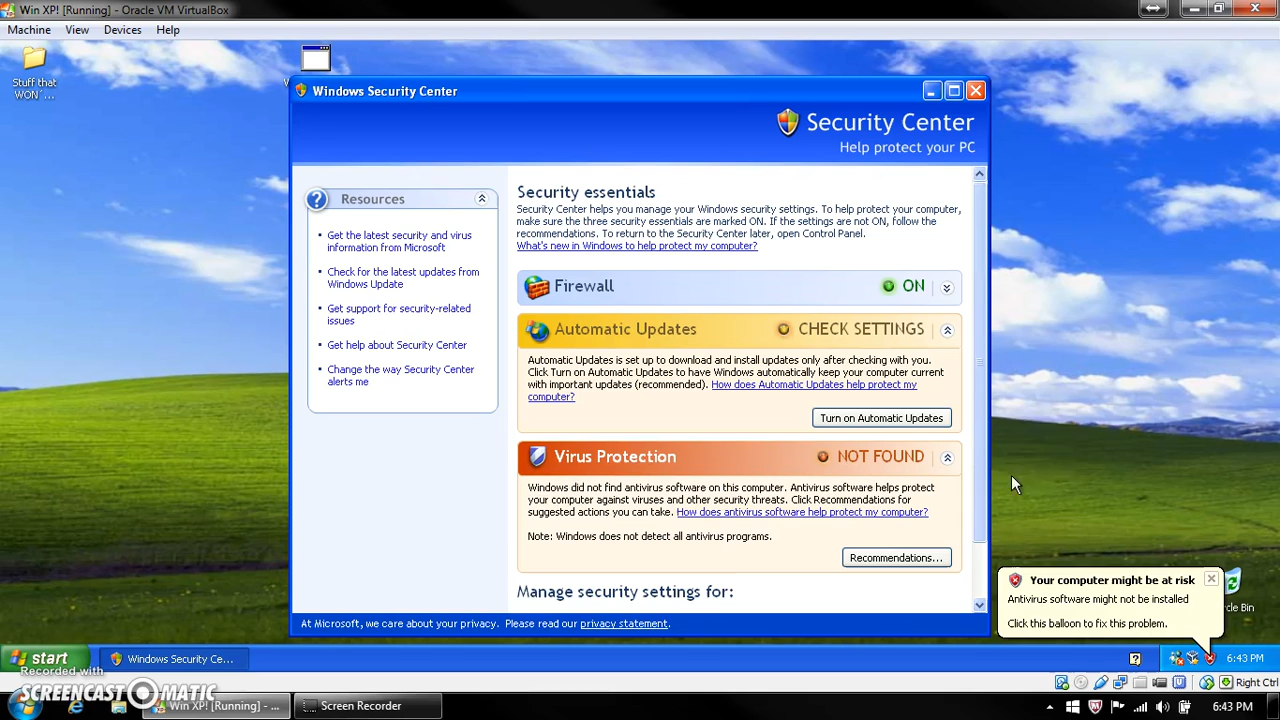 Win XP! [Running] - Oracle VM VirtualBox
Machine View Devices Help
Stuff that
WON´...
Windows Security Center
Security Center
Help protect your PC
Resources
Get the latest security and virus
information from Microsoft
Check for the latest updates from
Windows Update
Get support for security-related
issues
Get help about Security Center
Change the way Security Center
alerts me
Security essentials
Security Center helps you manage your Windows security settings. To help protect your computer,
make sure the three security essentials are marked ON. If the settings are not ON, follow the
recommendations. To return to the Security Center later, open Control Panel.
What's new in Windows to help protect my computer?
Firewall ON
Automatic Updates CHECK SETTINGS
Automatic Updates is set up to download and install updates only after checking with you.
Click Turn on Automatic Updates to have Windows automatically keep your computer current
with important updates (recommended). How does Automatic Updates help protect my
computer?
Turn on Automatic Updates
Virus Protection NOT FOUND
Windows did not find antivirus software on this computer. Antivirus software helps protect
your computer against viruses and other security threats. Click Recommendations for
suggested actions you can take. How does antivirus software help protect my computer?
Note: Windows does not detect all antivirus programs.
Recommendations...
Manage security settings for:
At Microsoft, we care about your privacy. Please read our privacy statement.
Your computer might be at risk
Antivirus software might not be installed
Click this balloon to fix this problem.
cle Bin
start Windows Security Ce... 6:43 PM
Recorded with
SCREENCAST MATIC
Right Ctrl
Win XP! [Running] - ... Screen Recorder 6:43 PM